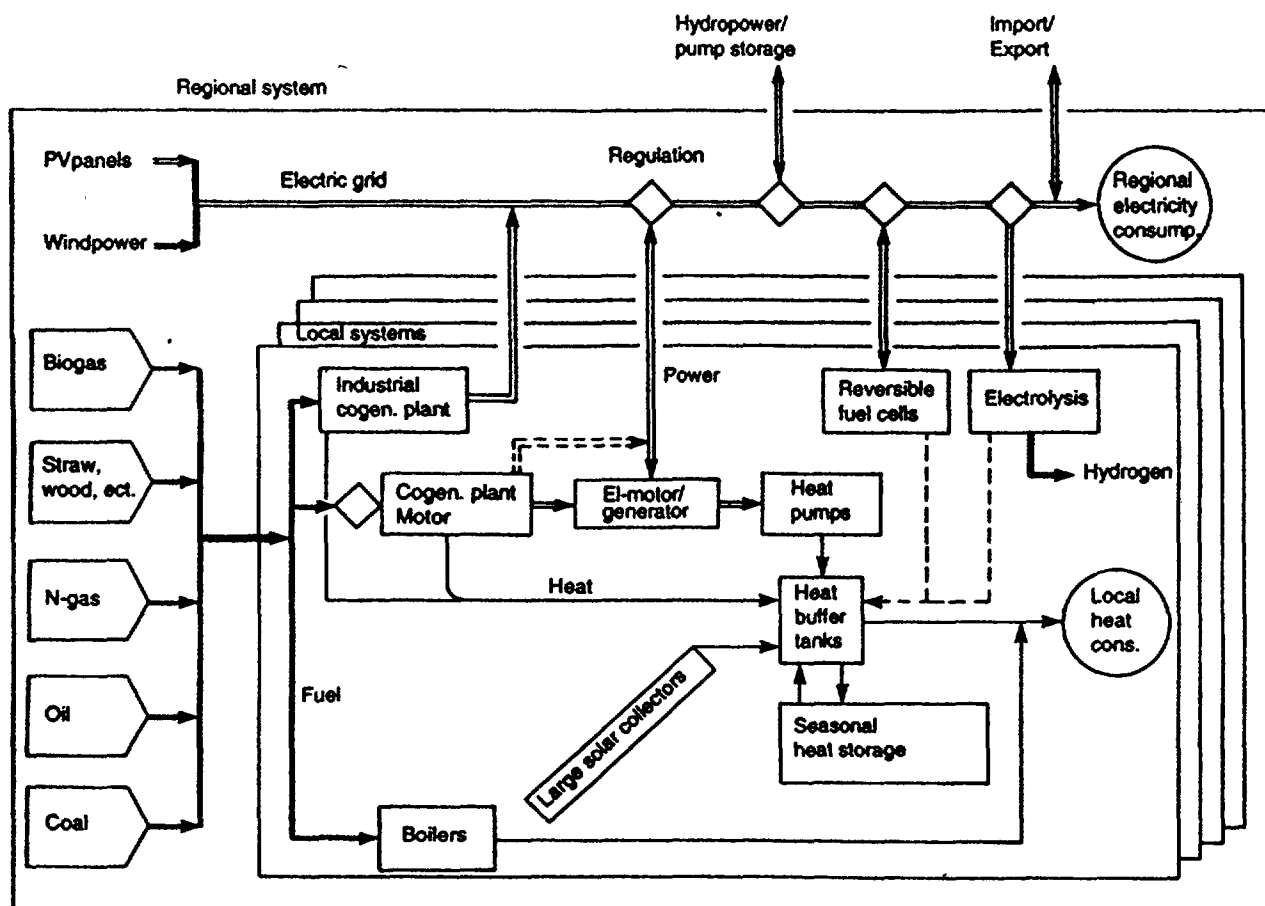 Hydropower/
pump storage
Import/
Export
Regional system
PVpanels
Electric grid
Regulation
Regional
electricity
consump.
Windpower
Local systems
Biogas
Industrial
cogen. plant
Power
Reversible
fuel cells
Electrolysis
Straw,
wood, ect.
Cogen. plant
Motor
El-motor/
generator
Heat
pumps
Hydrogen
N-gas
Heat
Heat
buffer
tanks
Local
heat
cons.
Oil
Fuel
Large solar collectors
Seasonal
heat storage
Coal
Boilers